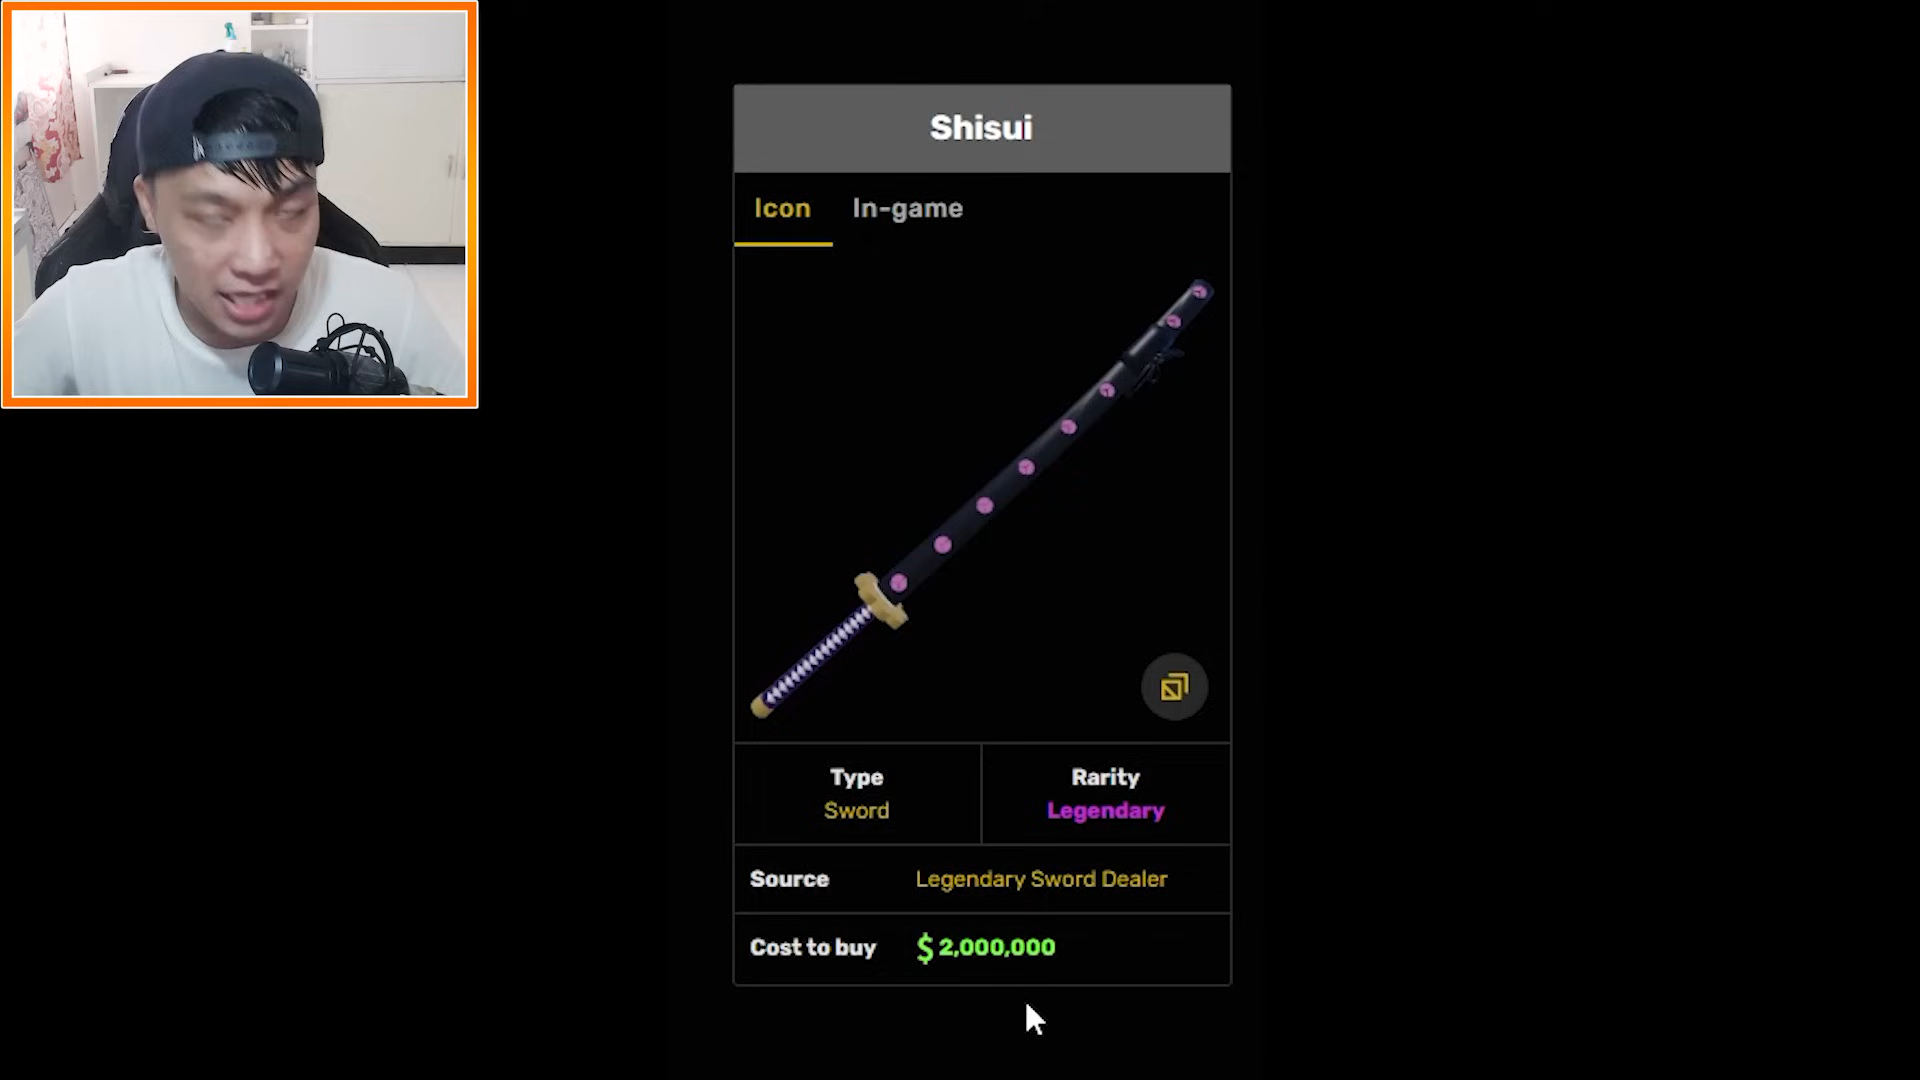 Shisui
Icon In-game
Type Rarity
Sword Legendary
Source Legendary Sword Dealer
Cost to buy $ 2,000,000